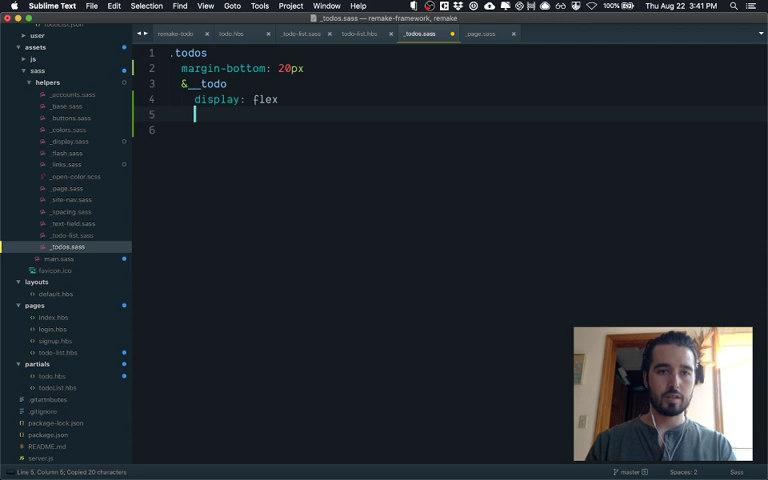 Sublime Text File Edit Selection Find View Goto Tools Project Window Help 100% Thu Aug 22 3:41 PM
_todos.sass — remake-framework, remake
remake-todo todo.hbs _todo-list.sass todo-list.hbs _todos.sass _page.sass
user
assets
js
sass
helpers
_accounts.sass
_base.sass
_buttons.sass
_colors.sass
_display.sass
_flash.sass
_links.sass
_open-color.scss
_page.sass
_site-nav.sass
_spacing.sass
_text-field.sass
_todo-list.sass
_todos.sass
main.sass
favicon.ico
layouts
default.hbs
pages
index.hbs
login.hbs
signup.hbs
todo-list.hbs
partials
todo.hbs
todosList.hbs
.gitattributes
.gitignore
package-lock.json
package.json
README.md
server.js
1 .todos
2 margin-bottom: 20px
3 &__todo
4 display: flex
5
6
Line 5, Column 5; Copied 20 characters master Spaces: 2 Sass